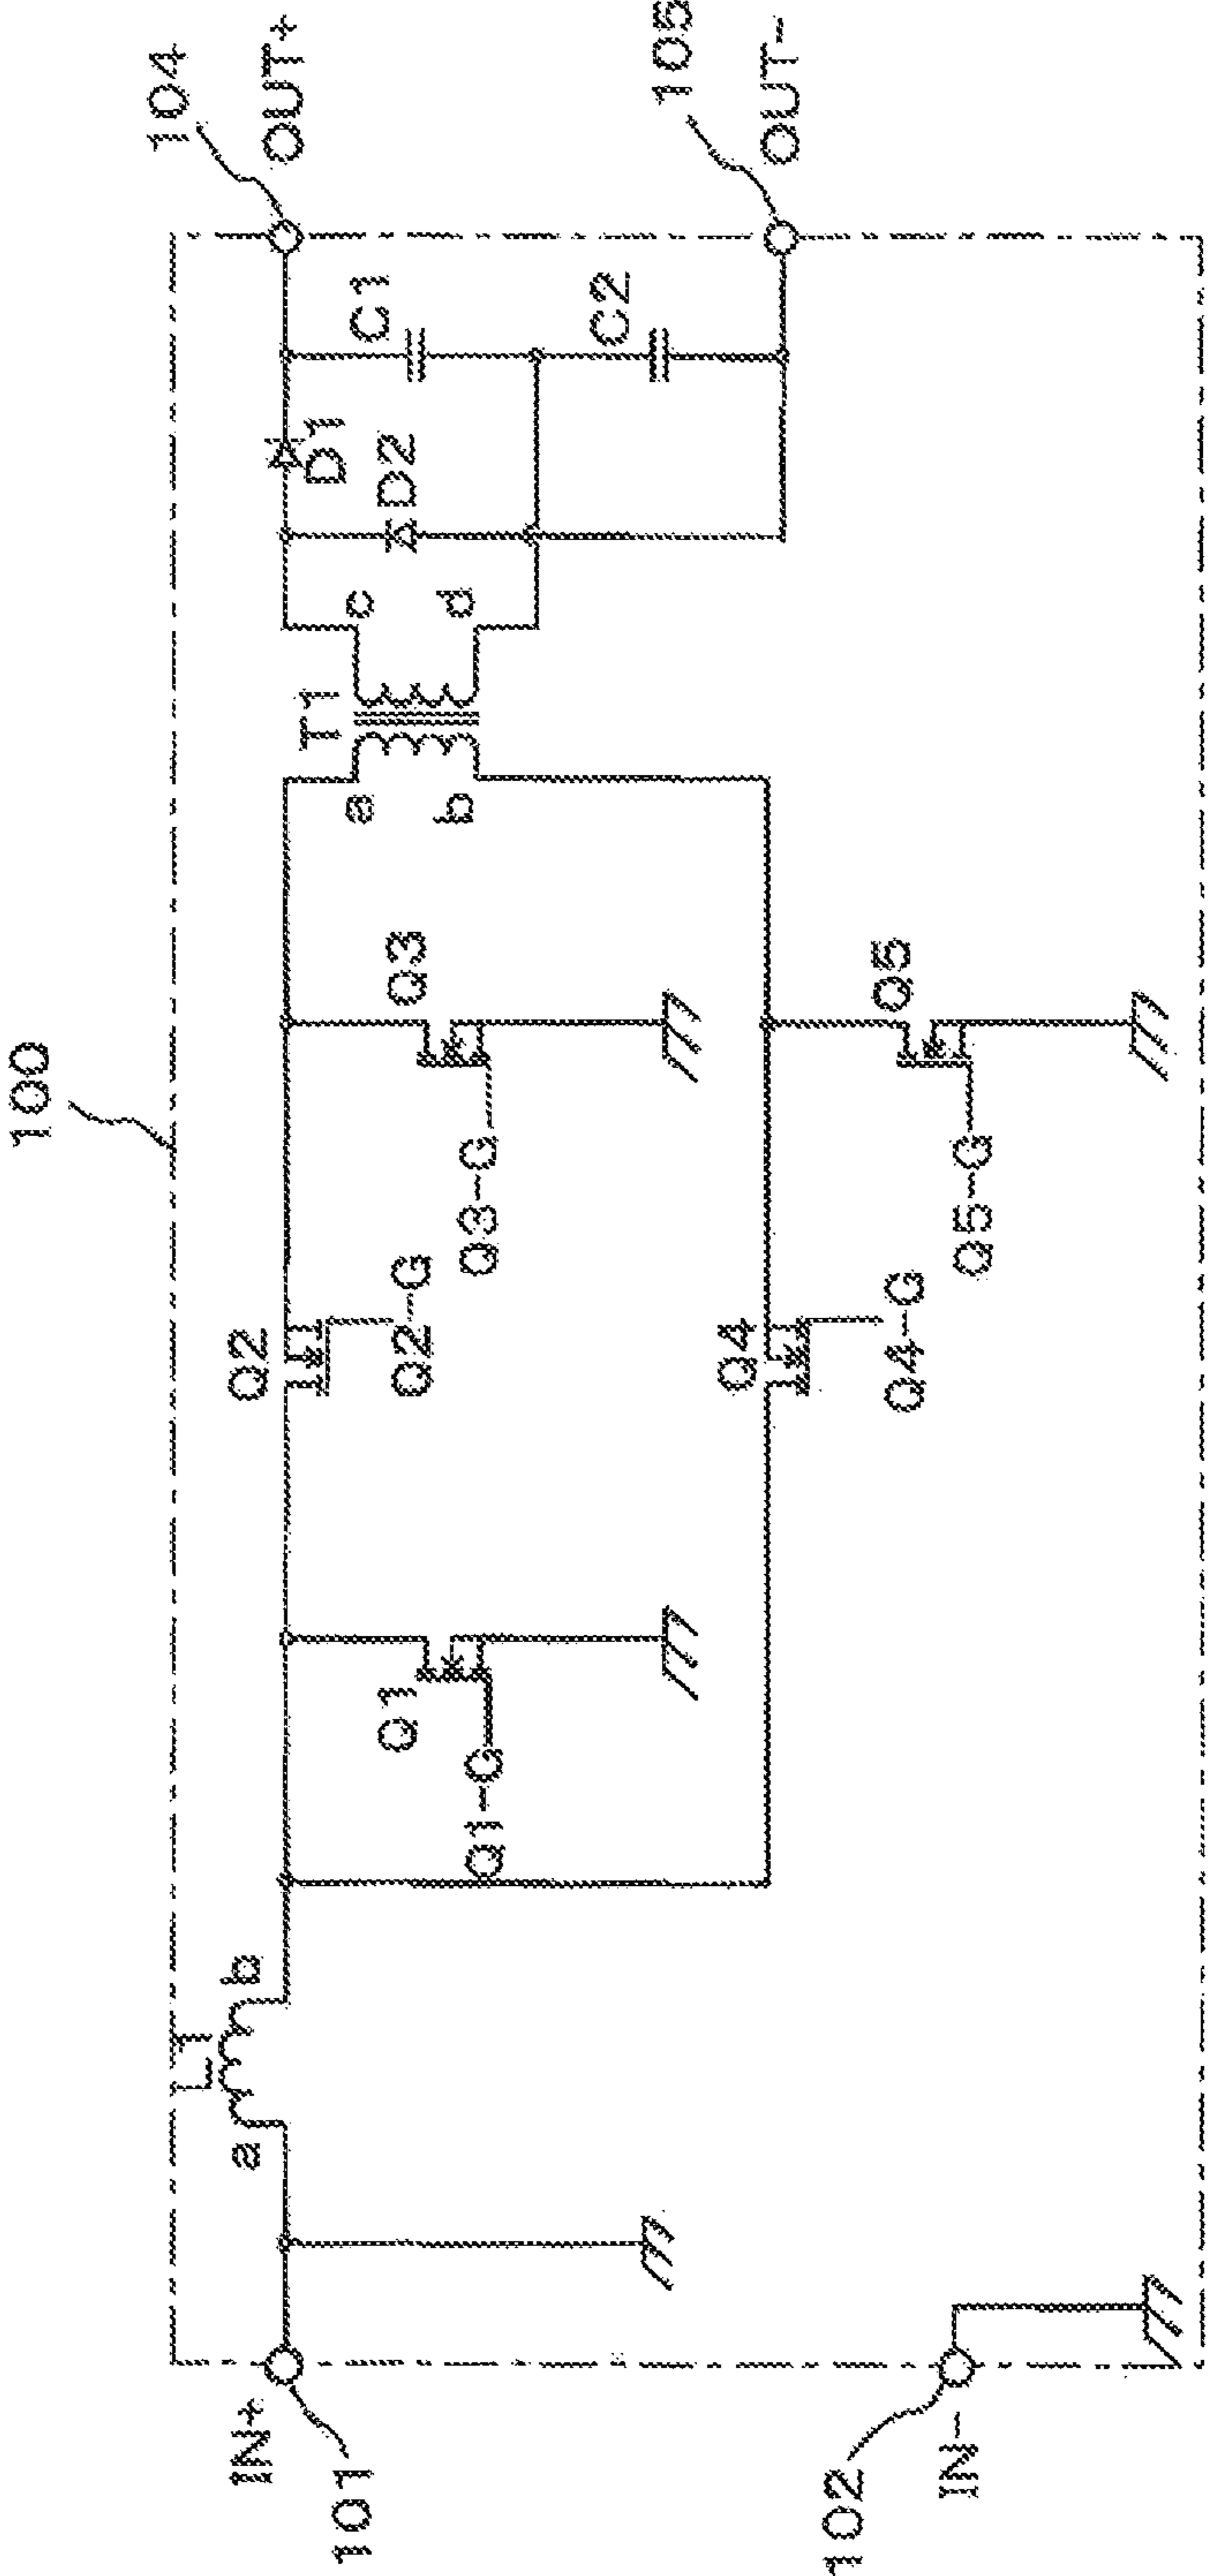 100
104
OUT+
105
OUT-
C1
C2
D1
D2
T1
a
b
c
d
Q2
Q2-G
Q3
Q3-G
Q4
Q4-G
Q5
Q5-G
Q1
Q1-G
L1
a
b
IN+
101
102
IN-